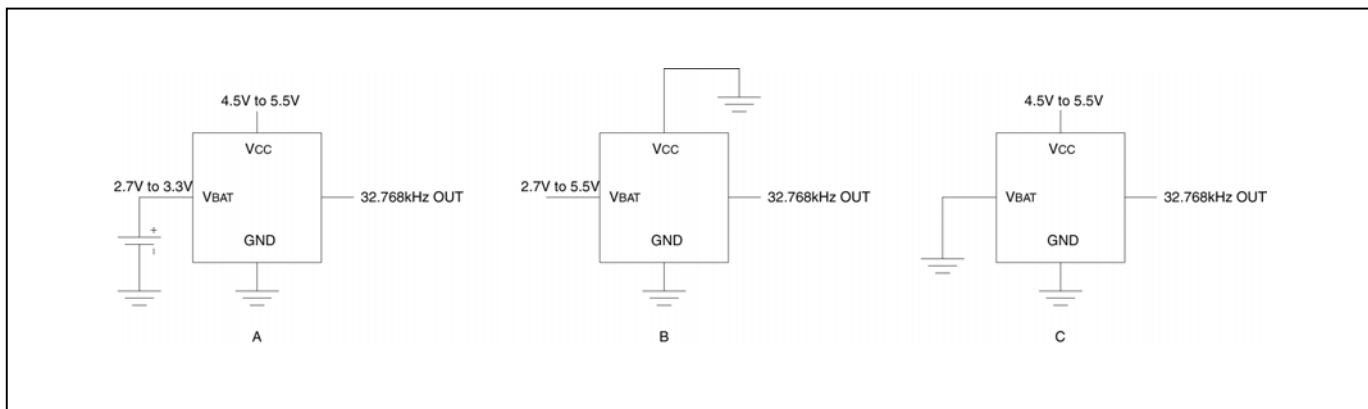 4.5V to 5.5V
VCC
2.7V to 3.3V
VBAT
32.768kHz OUT
GND
+
–
A
VCC
2.7V to 5.5V
VBAT
32.768kHz OUT
GND
B
4.5V to 5.5V
VCC
VBAT
32.768kHz OUT
GND
C